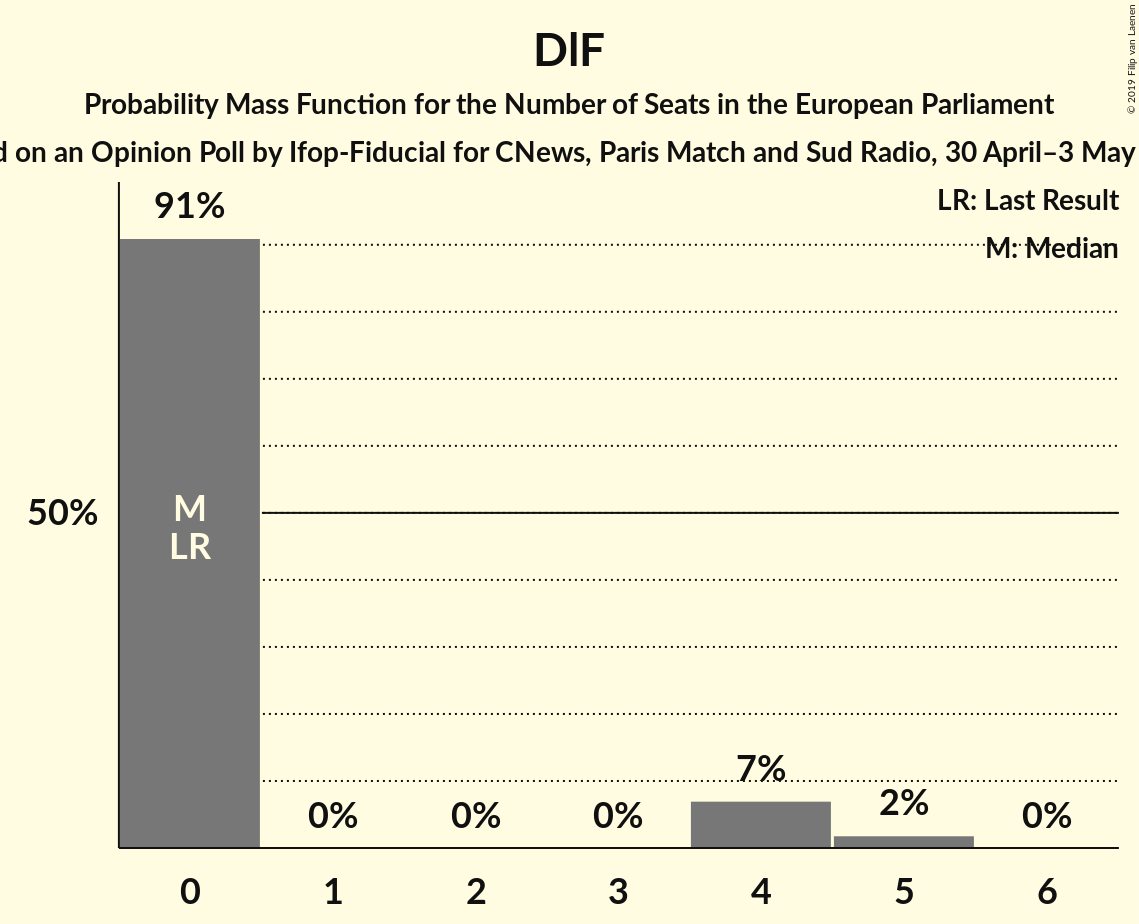 DlF
Probability Mass Function for the Number of Seats in the European Parliament
on an Opinion Poll by Ifop-Fiducial for CNews, Paris Match and Sud Radio, 30 April–3 May
© 2019 Filip van Laenen
LR: Last Result
M: Median
91%
50%
M
LR
0%
0%
0%
7%
2%
0%
0
1
2
3
4
5
6